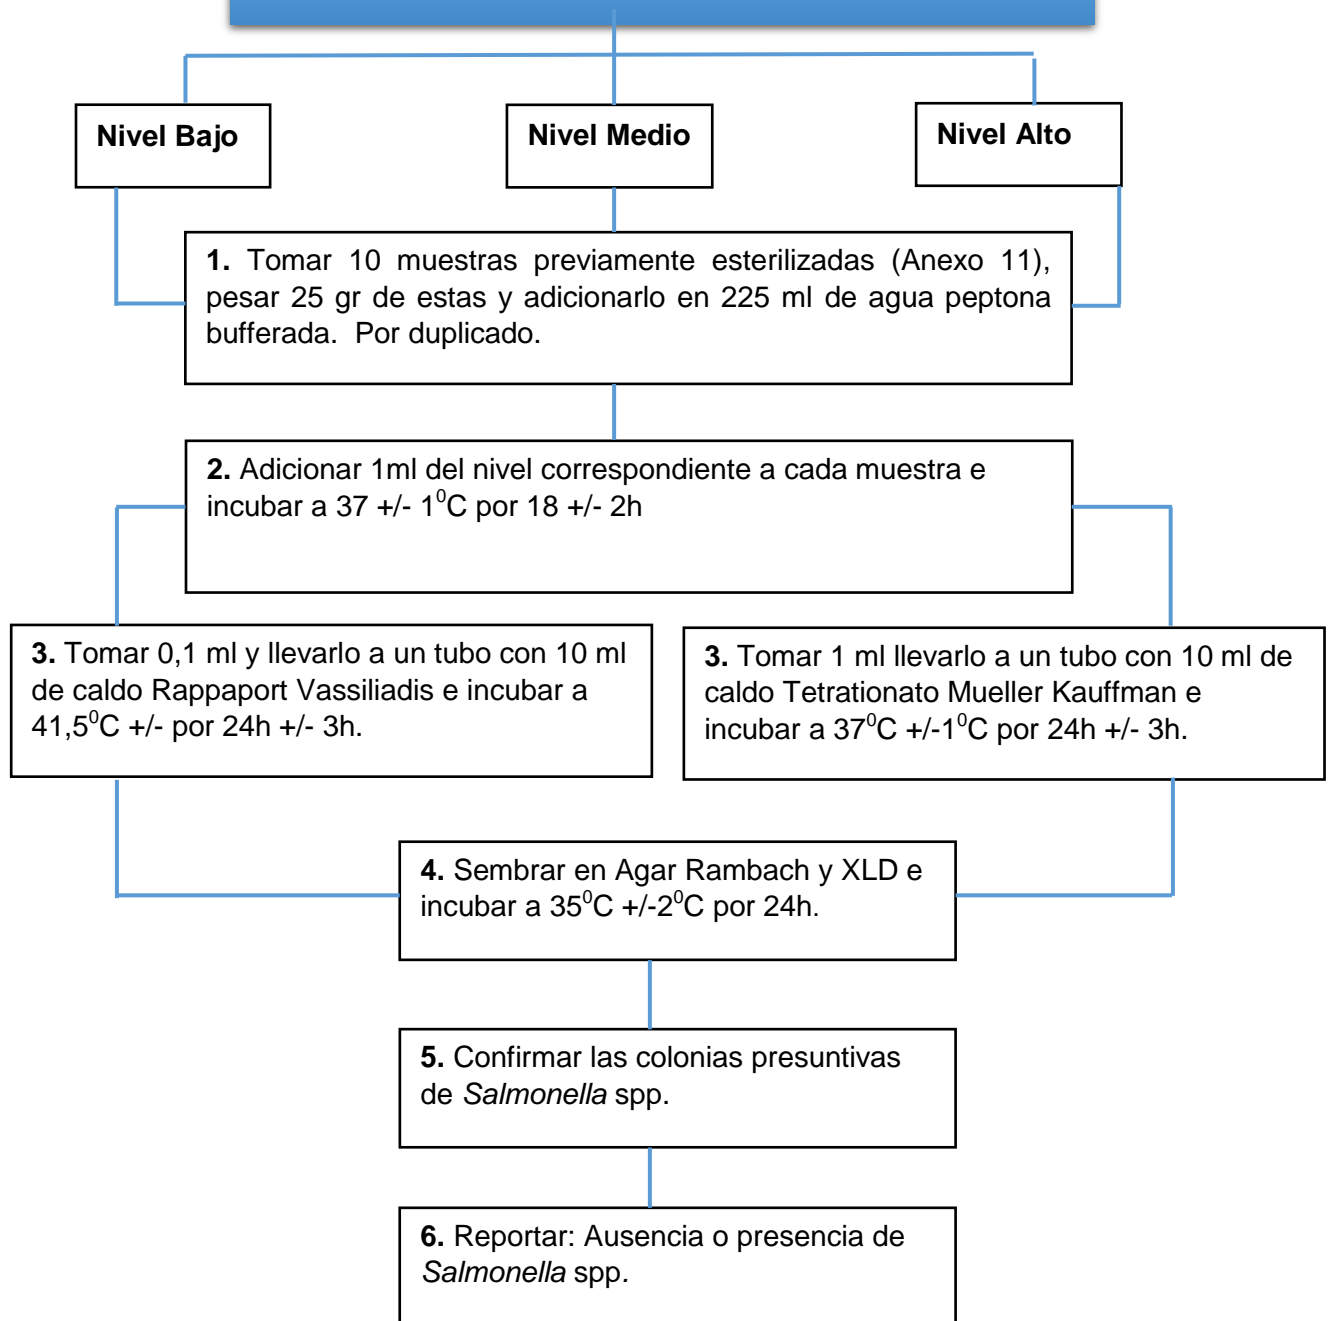 Nivel Bajo
Nivel Medio
Nivel Alto
1. Tomar 10 muestras previamente esterilizadas (Anexo 11),
pesar 25 gr de estas y adicionarlo en 225 ml de agua peptona
bufferada. Por duplicado.
2. Adicionar 1ml del nivel correspondiente a cada muestra e
incubar a 37 +/- 1⁰C por 18 +/- 2h
3. Tomar 0,1 ml y llevarlo a un tubo con 10 ml
de caldo Rappaport Vassiliadis e incubar a
41,5⁰C +/- por 24h +/- 3h.
3. Tomar 1 ml llevarlo a un tubo con 10 ml de
caldo Tetrationato Mueller Kauffman e
incubar a 37⁰C +/-1⁰C por 24h +/- 3h.
4. Sembrar en Agar Rambach y XLD e
incubar a 35⁰C +/-2⁰C por 24h.
5. Confirmar las colonias presuntivas
de Salmonella spp.
6. Reportar: Ausencia o presencia de
Salmonella spp.